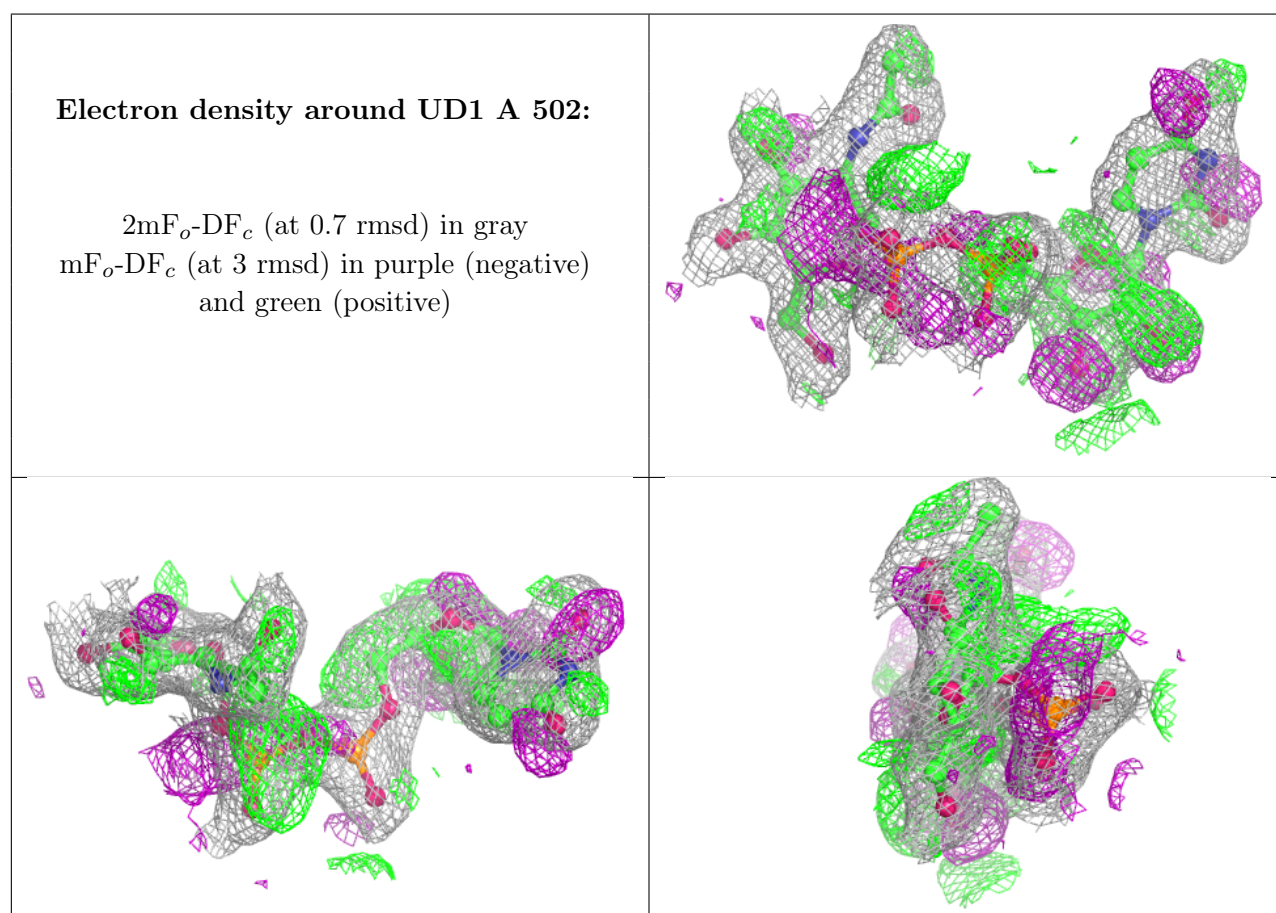 Electron density around UD1 A 502:
2mFo-DFc (at 0.7 rmsd) in gray
mFo-DFc (at 3 rmsd) in purple (negative)
and green (positive)